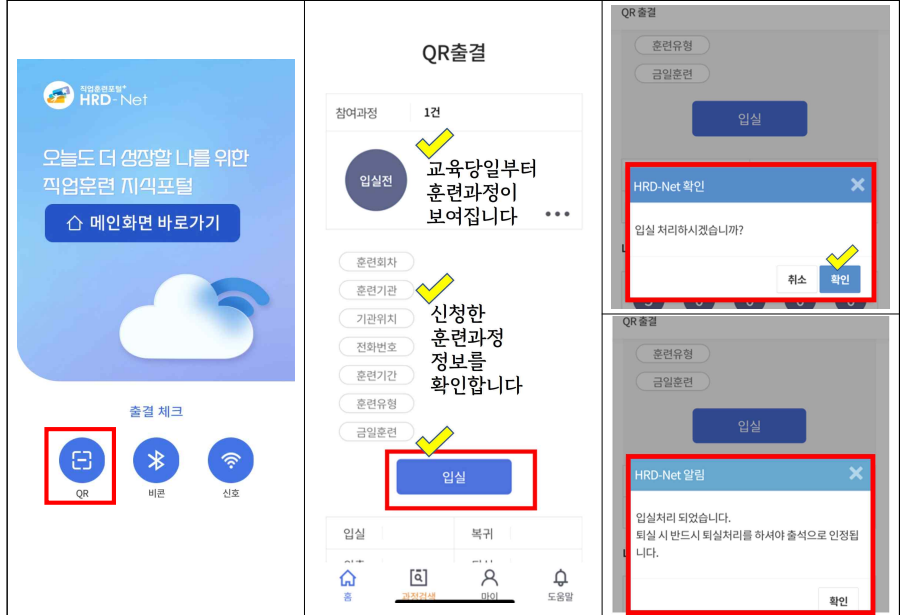 직업훈련포털
HRD-Net
오늘도 더 성장할 나를 위한
직업훈련 지식포털
메인화면 바로가기
출결 체크
QR
비콘
신호
QR출결
참여과정
1건
입실전
교육당일부터
훈련과정이
보여집니다
훈련회차
훈련기관
기관위치
전화번호
훈련기간
훈련유형
금일훈련
신청한
훈련과정
정보를
확인합니다
입실
입실
복귀
홈
과정검색
마이
도움말
QR출결
훈련유형
금일훈련
입실
HRD-Net 확인
입실 처리하시겠습니까?
취소
확인
QR출결
훈련유형
금일훈련
입실
HRD-Net 알림
입실처리 되었습니다.
퇴실 시 반드시 퇴실처리를 하셔야 출석으로 인정됩
니다.
확인